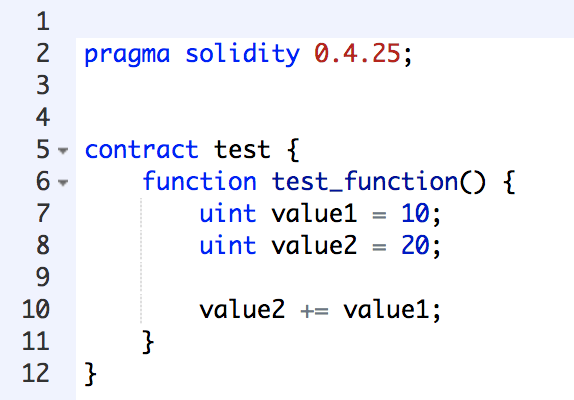 1
2 pragma solidity 0.4.25;
3
4
5 contract test {
6 function test_function() {
7 uint value1 = 10;
8 uint value2 = 20;
9
10 value2 += value1;
11 }
12 }